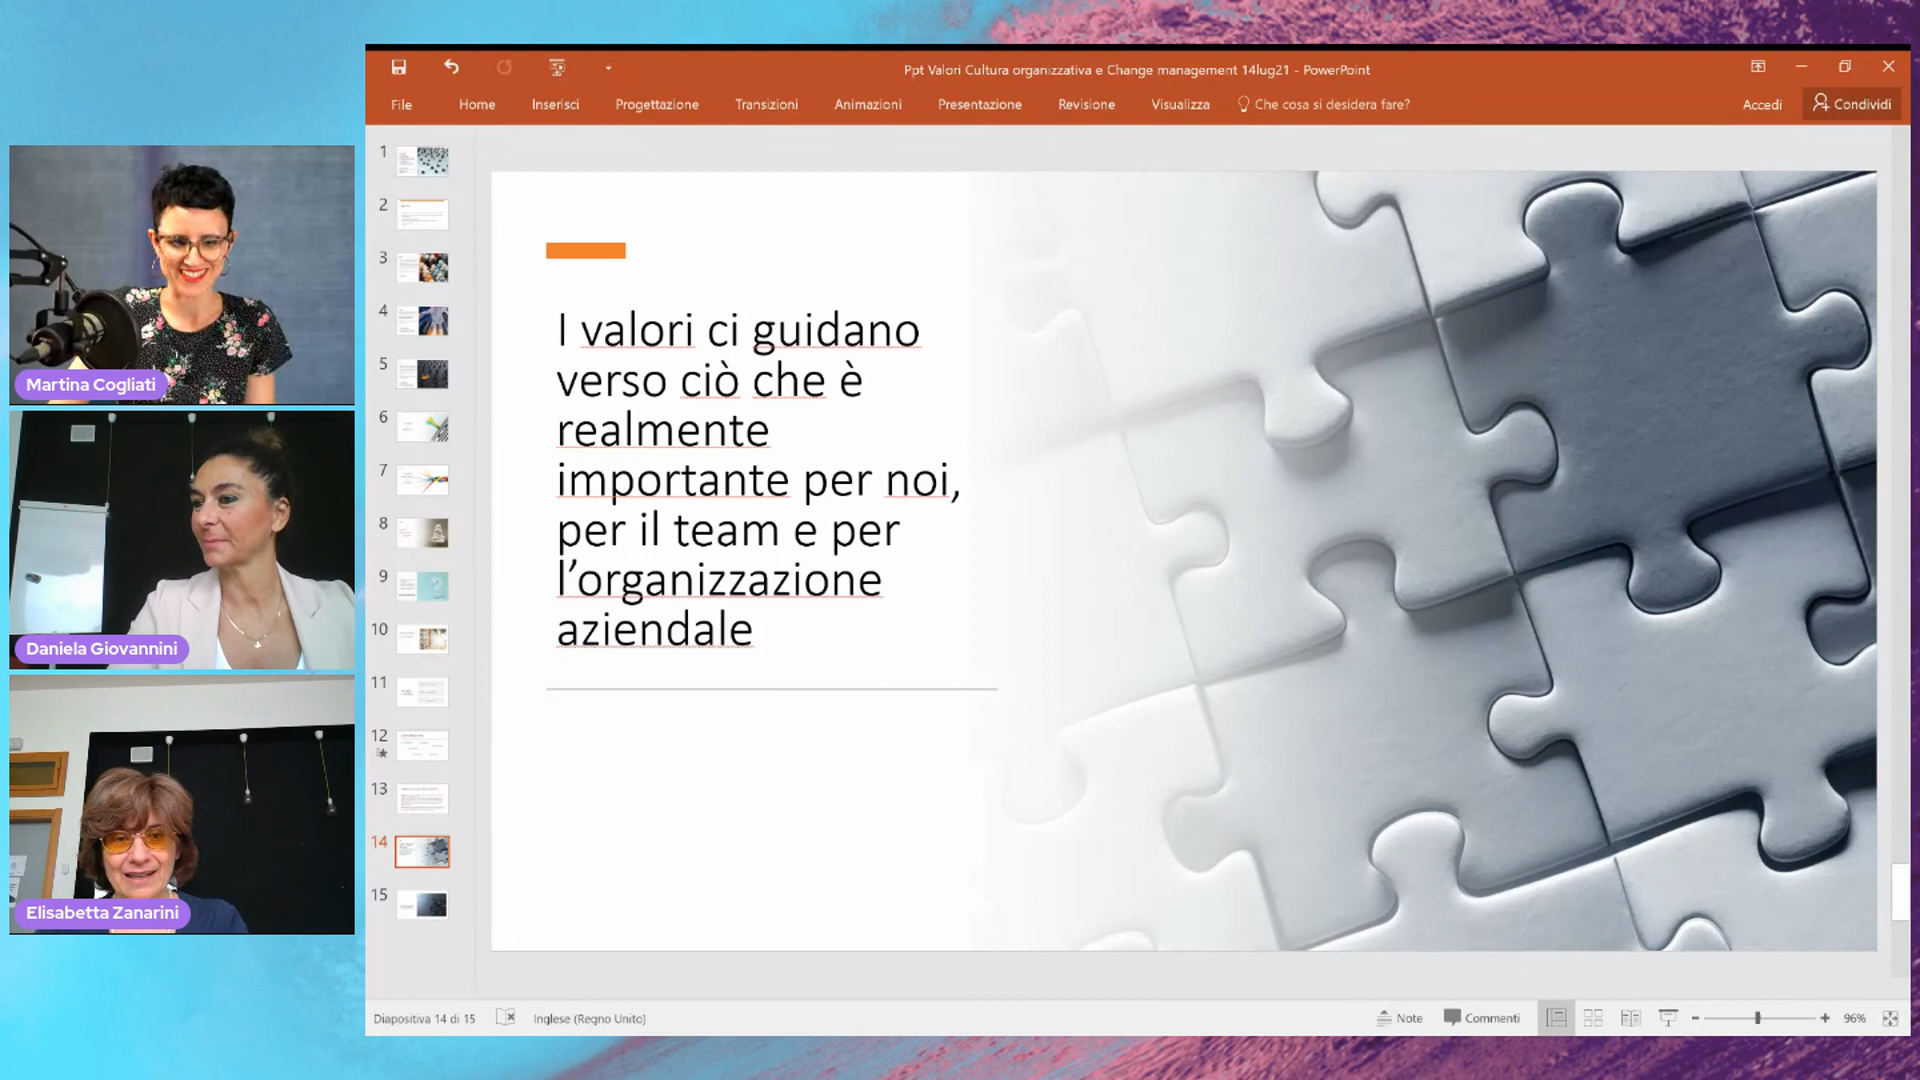 Ppt Valori Cultura organizzativa e Change management 14lug21 - PowerPoint
File Home Inserisci Progettazione Transizioni Animazioni Presentazione Revisione Visualizza Che cosa si desidera fare? Accedi Condividi
Martina Cogliati
Daniela Giovannini
Elisabetta Zanarini
1
2
3
4
5
6
7
8
9
10
11
12
13
14
15
I valori ci guidano
verso ciò che è
realmente
importante per noi,
per il team e per
l’organizzazione
aziendale
Diapositiva 14 di 15 Inglese (Regno Unito) Note Commenti 96%